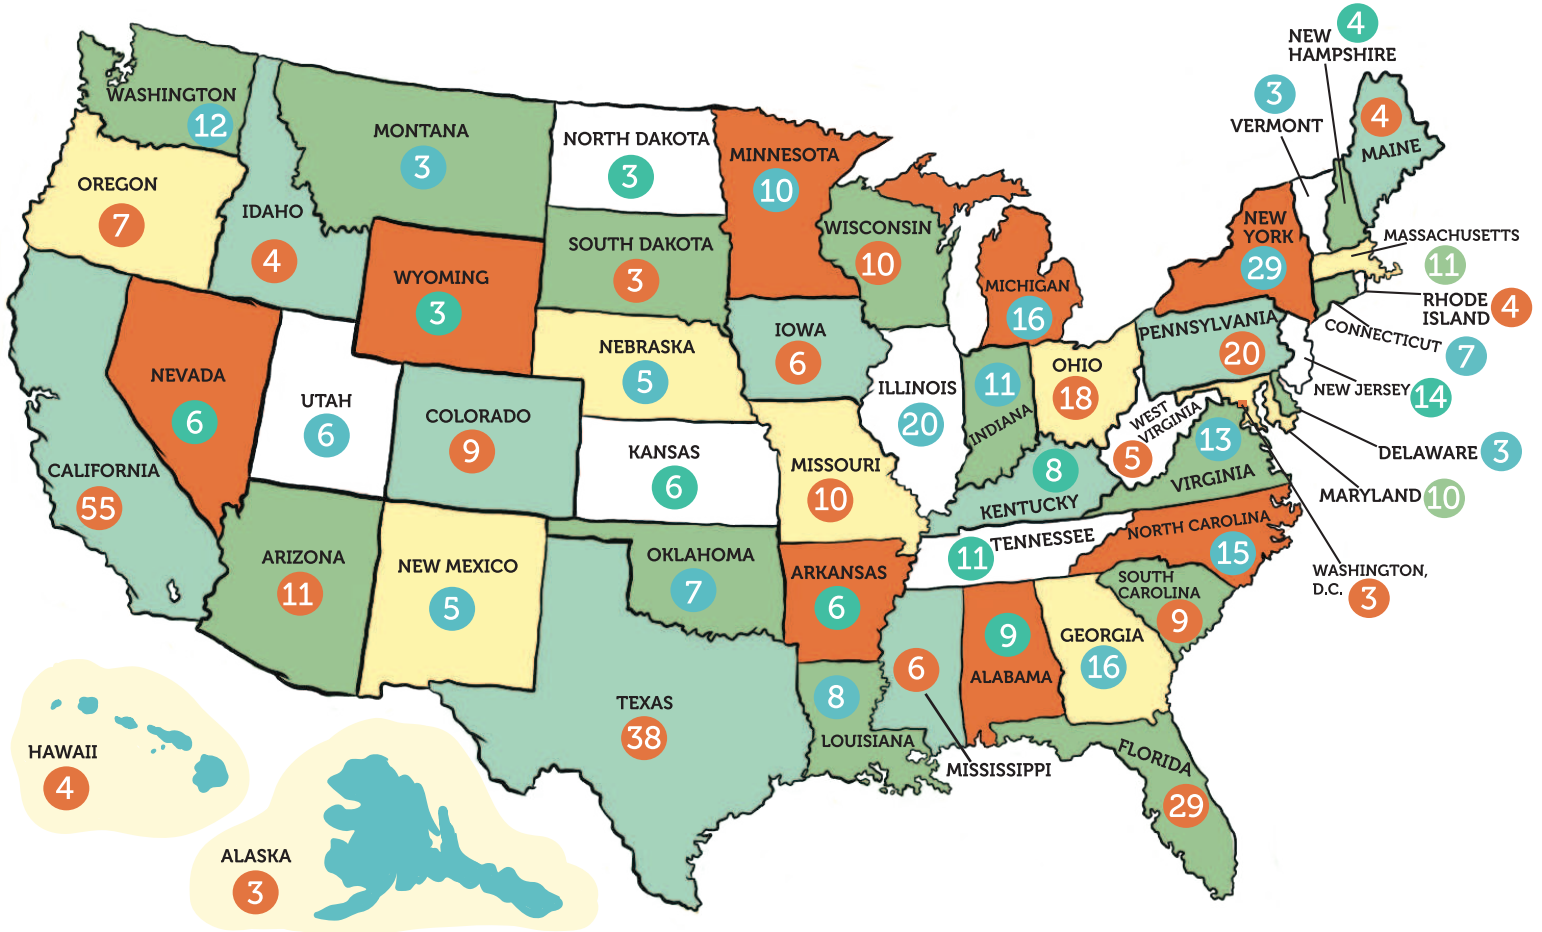 WASHINGTON
12
OREGON
7
IDAHO
4
MONTANA
3
WYOMING
3
NEVADA
6
CALIFORNIA
55
UTAH
6
COLORADO
9
ARIZONA
11
NEW MEXICO
5
NORTH DAKOTA
3
SOUTH DAKOTA
3
NEBRASKA
5
KANSAS
6
OKLAHOMA
7
TEXAS
38
MINNESOTA
10
IOWA
6
MISSOURI
10
ARKANSAS
6
LOUISIANA
8
WISCONSIN
10
ILLINOIS
20
MICHIGAN
16
INDIANA
11
OHIO
18
KENTUCKY
8
TENNESSEE
11
MISSISSIPPI
6
ALABAMA
9
GEORGIA
16
FLORIDA
29
SOUTH
CAROLINA
9
NORTH CAROLINA
15
VIRGINIA
13
WEST
VIRGINIA
5
PENNSYLVANIA
20
NEW
YORK
29
VERMONT
3
NEW
HAMPSHIRE
4
MAINE
4
MASSACHUSETTS
11
RHODE
ISLAND
4
CONNECTICUT
7
NEW JERSEY
14
DELAWARE
3
MARYLAND
10
WASHINGTON,
D.C.
3
HAWAII
4
ALASKA
3